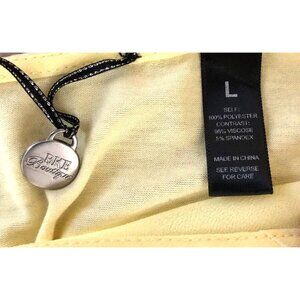 BKE
Boutique
L
SELF:
100% POLYESTER
CONTRAST:
95% VISCOSE
5% SPANDEX
MADE IN CHINA
SEE REVERSE
FOR CARE